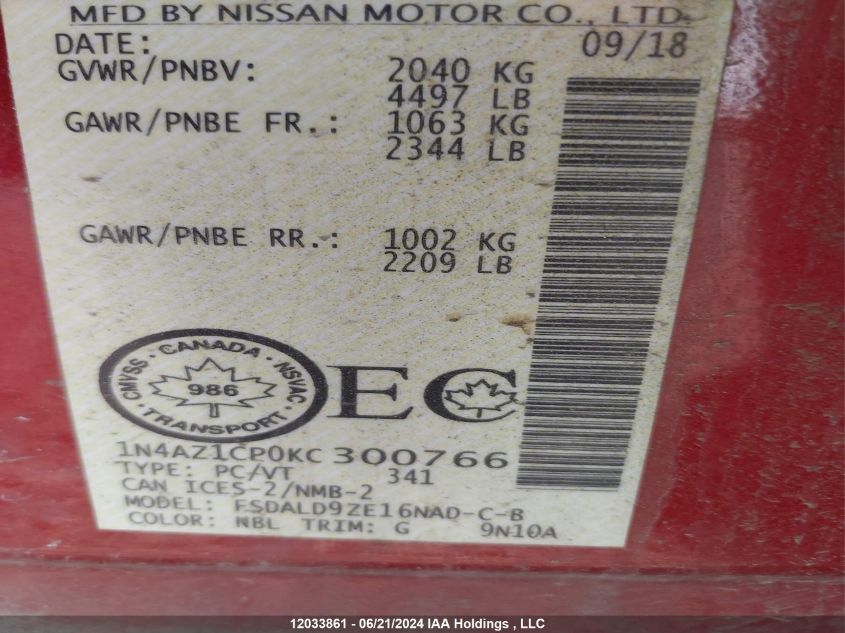 MFD BY NISSAN MOTOR CO., LTD.
DATE: 09/18
GVWR/PNBV: 2040 KG
4497 LB
GAWR/PNBE FR.: 1063 KG
2344 LB
GAWR/PNBE RR.: 1002 KG
2209 LB
CMVSS · CANADA · NSVAC
986
TRANSPORT
EC
1N4AZ1CP0KC300766
TYPE: PC/VT 341
CAN ICES-2/NMB-2
MODEL: FSDALD9ZE16NAD-C-B
COLOR: NBL TRIM: G 9N10A
12033861 - 06/21/2024 IAA Holdings , LLC